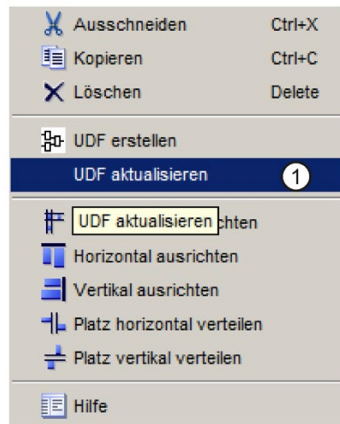 Ausschneiden Ctrl+X
Kopieren Ctrl+C
Löschen Delete
UDF erstellen
UDF aktualisieren 1
UDF aktualisieren chten
Horizontal ausrichten
Vertikal ausrichten
Platz horizontal verteilen
Platz vertikal verteilen
Hilfe